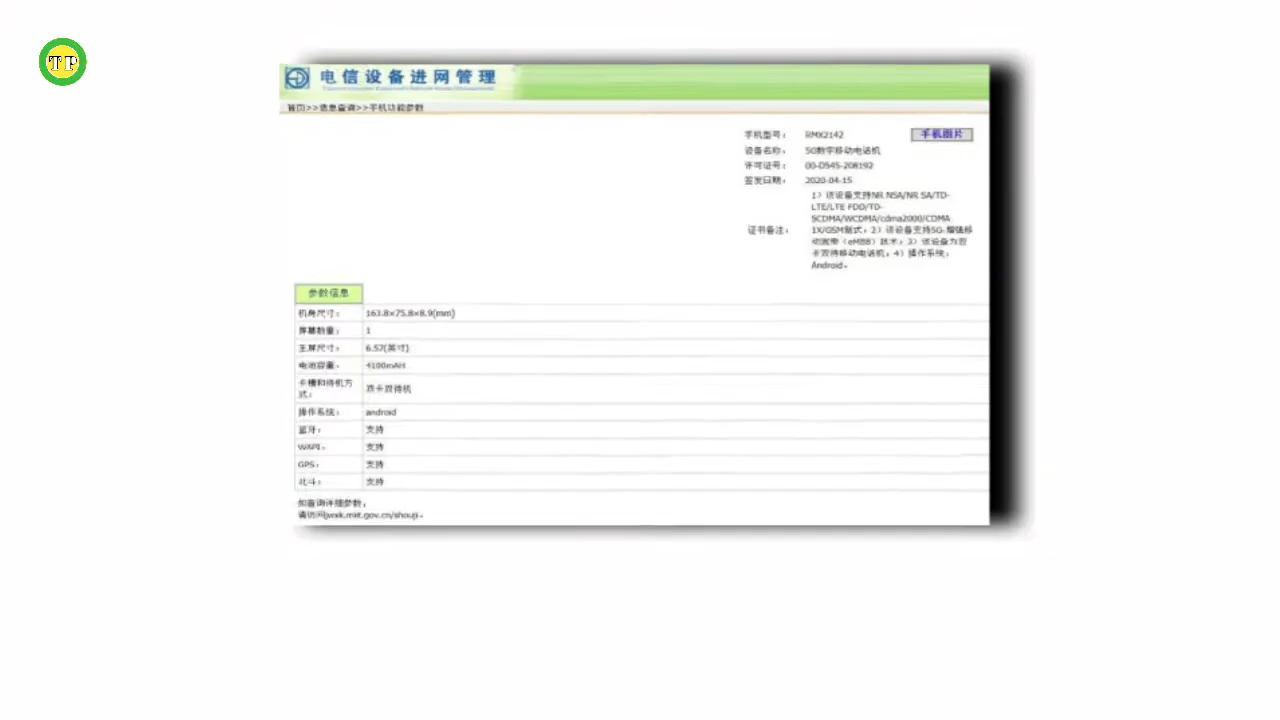 TP
电信设备进网管理
首页>>信息查询>>手机功能参数
手机型号： RMX2142 手机图片
设备名称： 5G数字移动电话机
许可证号： 00-D545-208192
签发日期： 2020-04-15
证书备注：
1）该设备支持NR NSA/NR SA/TD-
LTE/LTE FDD/TD-
SCDMA/WCDMA/cdma2000/CDMA
1X/GSM制式；2）该设备支持5G 增强移
动宽带（eMBB）技术；3）该设备为双
卡双待移动电话机；4）操作系统：
Android。
参数信息
机身尺寸： 163.8×75.8×8.9(mm)
屏幕数量： 1
主屏尺寸： 6.57(英寸)
电池容量： 4100mAH
卡槽和待机方
式： 双卡双待机
操作系统： android
蓝牙： 支持
WAPI： 支持
GPS： 支持
北斗： 支持
如查询详细参数，
请访问jwxk.miit.gov.cn/shouji。